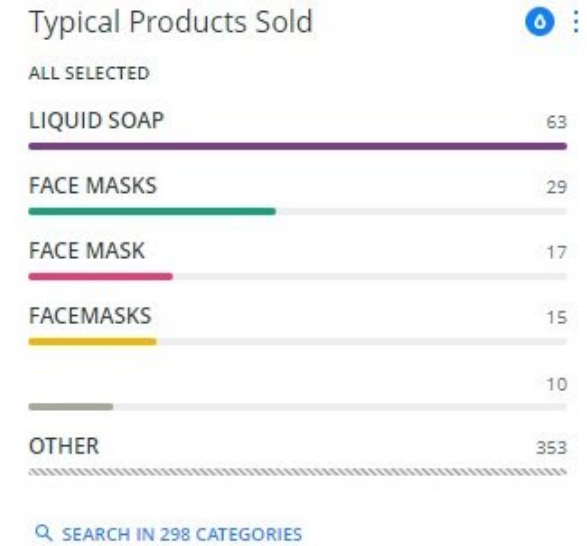 Typical Products Sold
ALL SELECTED
LIQUID SOAP 63
FACE MASKS 29
FACE MASK 17
FACEMASKS 15
10
OTHER 353
SEARCH IN 298 CATEGORIES